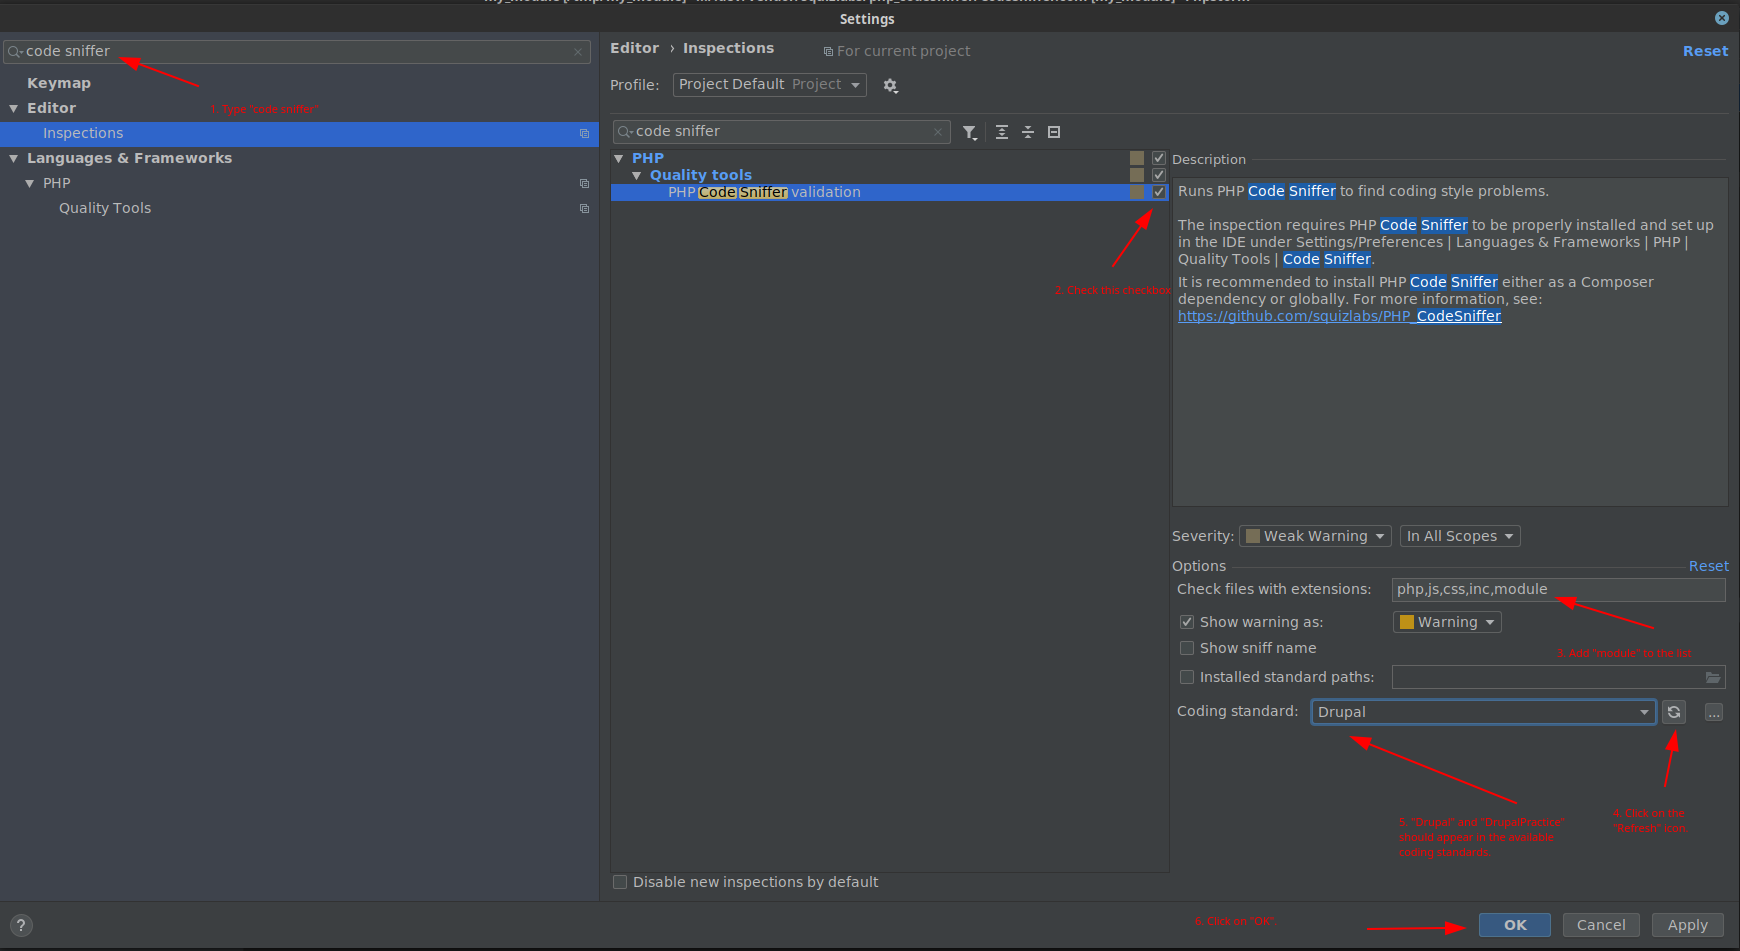 Settings
code sniffer
Keymap
Editor
Inspections
Languages & Frameworks
PHP
Quality Tools
1. Type "code sniffer"
Editor › Inspections
For current project
Reset
Profile:
Project Default Project
code sniffer
PHP
Quality tools
PHP Code Sniffer validation
2. Check this checkbox
Description
Runs PHP Code Sniffer to find coding style problems.
The inspection requires PHP Code Sniffer to be properly installed and set up
in the IDE under Settings/Preferences | Languages & Frameworks | PHP |
Quality Tools | Code Sniffer.
It is recommended to install PHP Code Sniffer either as a Composer
dependency or globally. For more information, see:
https://github.com/squizlabs/PHP_CodeSniffer
Severity:
Weak Warning
In All Scopes
Options
Reset
Check files with extensions:
php,js,css,inc,module
Show warning as:
Warning
Show sniff name
3. Add "module" to the list
Installed standard paths:
Coding standard:
Drupal
...
4. Click on the
"Refresh" icon.
5. "Drupal" and "DrupalPractice"
should appear in the available
coding standards.
Disable new inspections by default
?
6. Click on "OK".
OK
Cancel
Apply